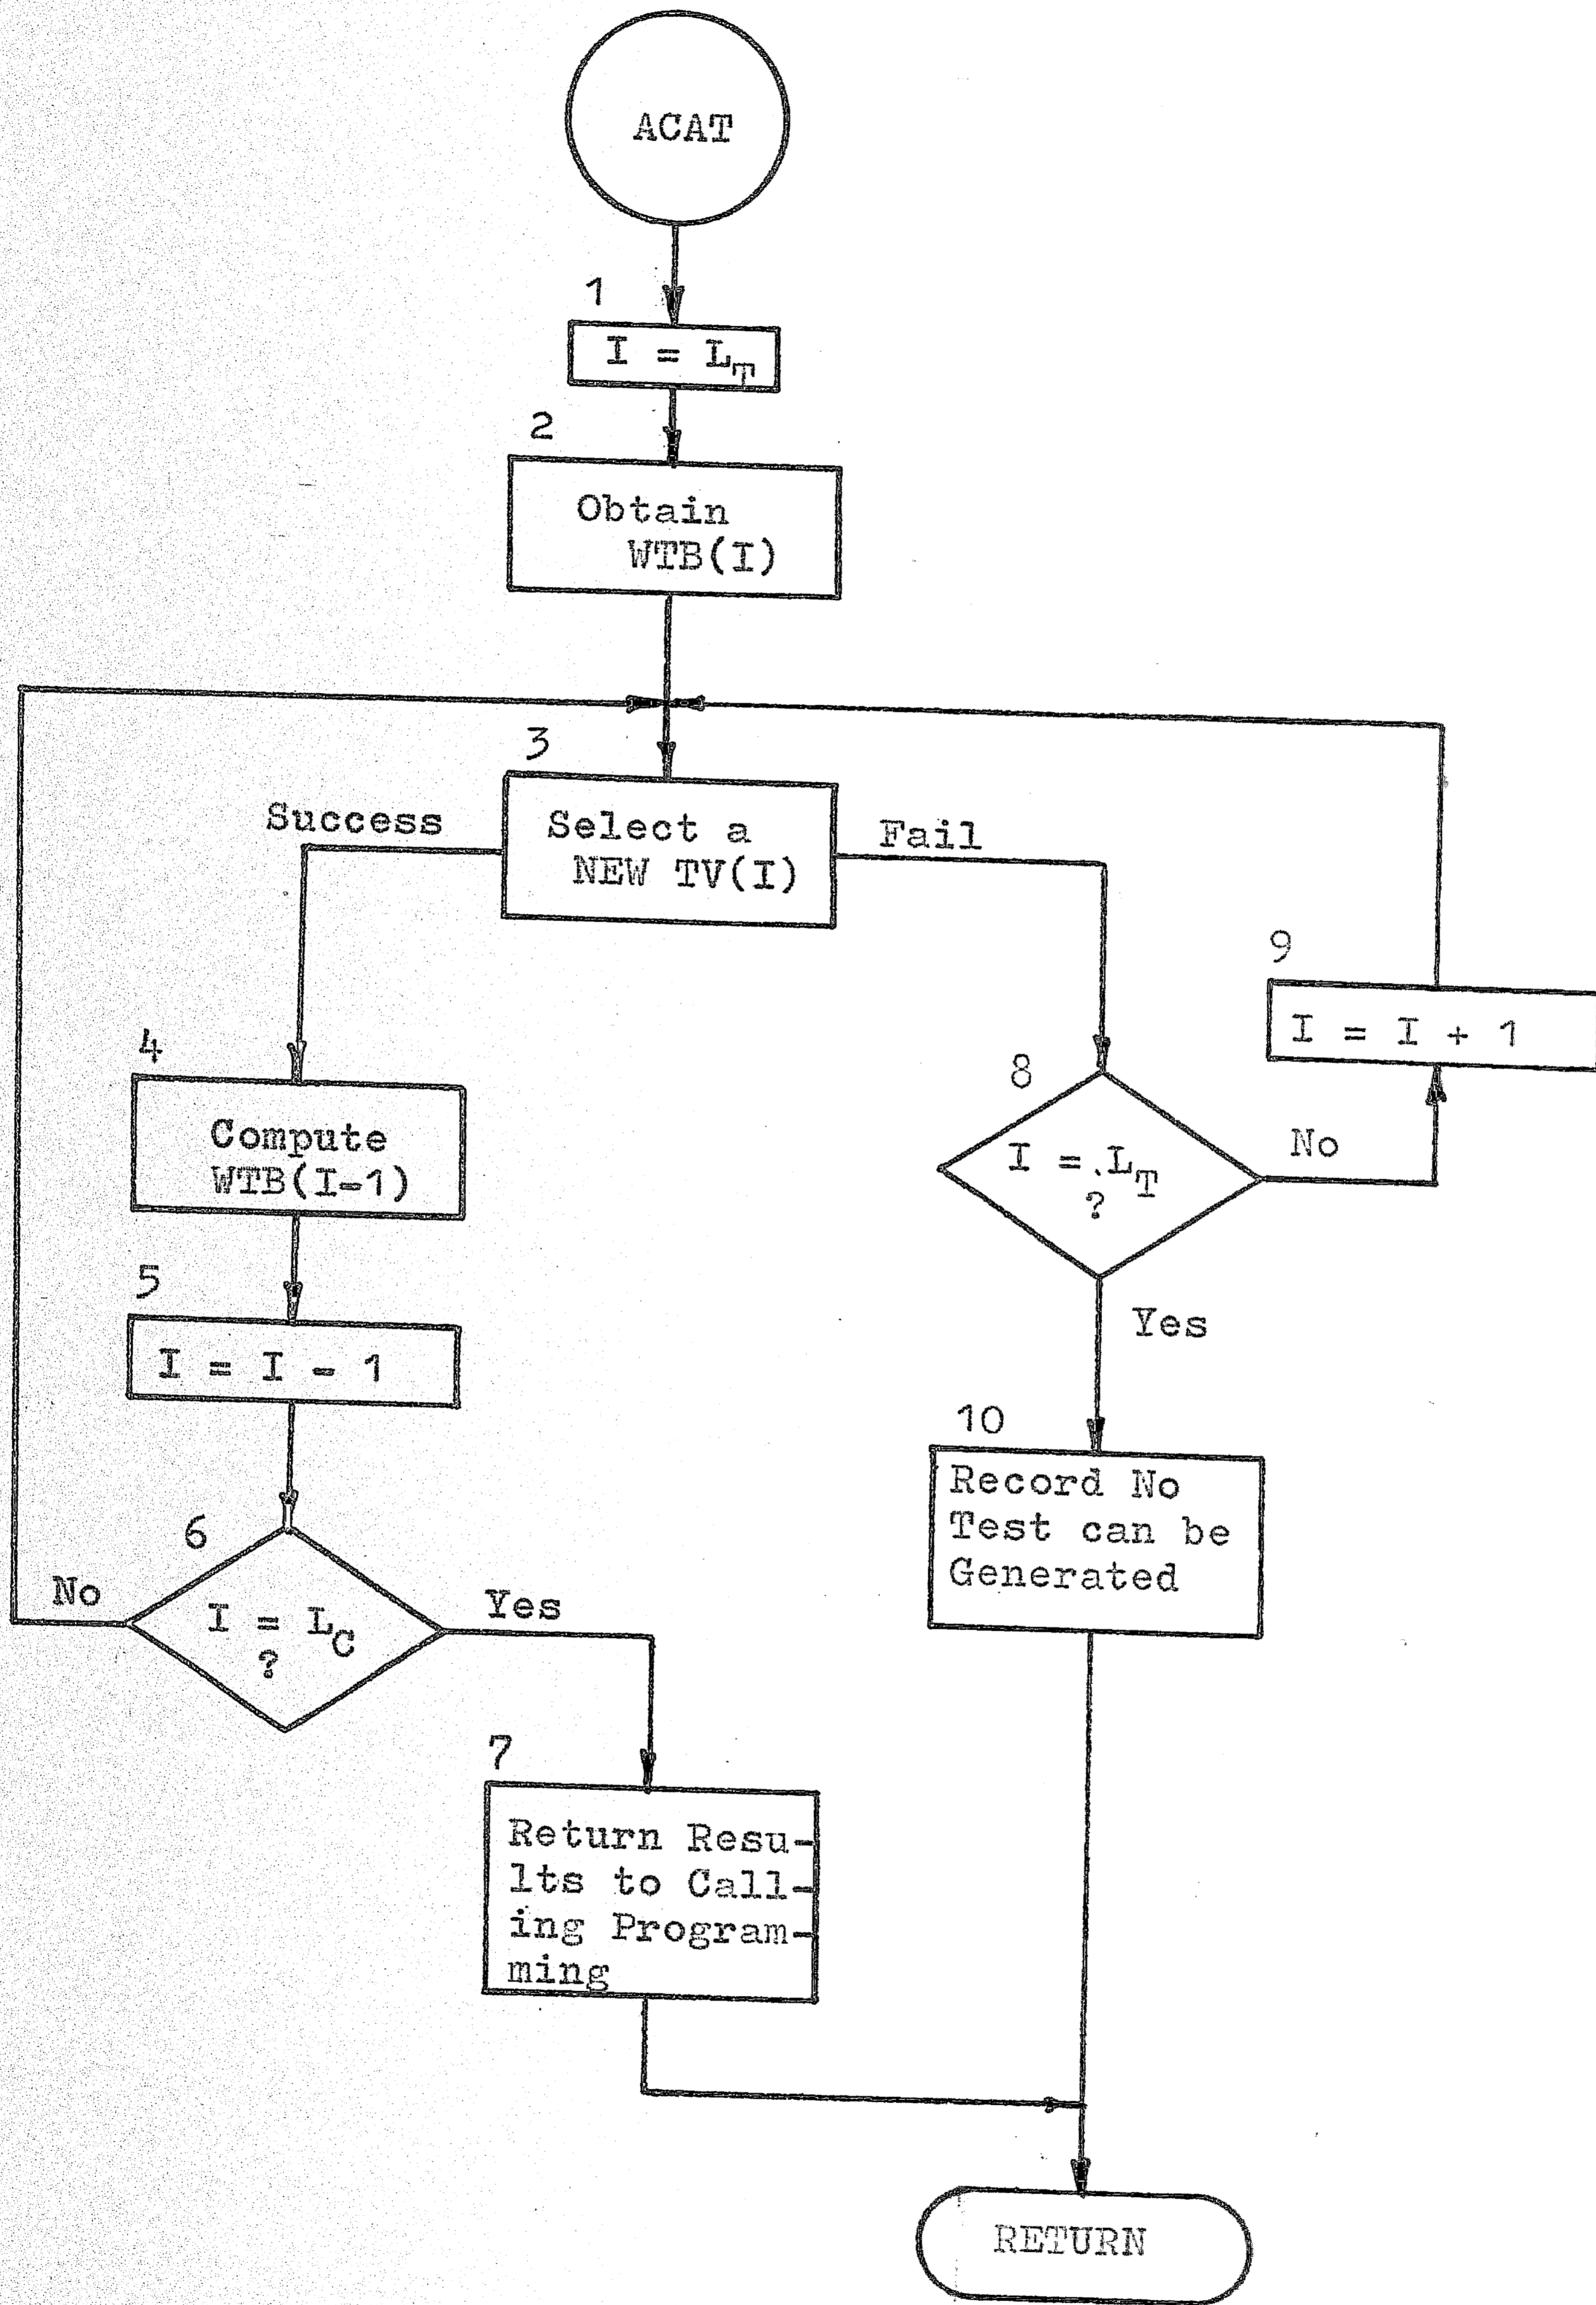 ACAT
1
I = L_T
2
Obtain
WTB(I)
3
Success
Select a
NEW TV(I)
Fail
9
I = I + 1
4
Compute
WTB(I-1)
8
I = L_T
?
No
Yes
5
I = I - 1
10
Record No
Test can be
Generated
6
No
I = L_C
?
Yes
7
Return Resu-
lts to Call-
ing Program-
ming
RETURN